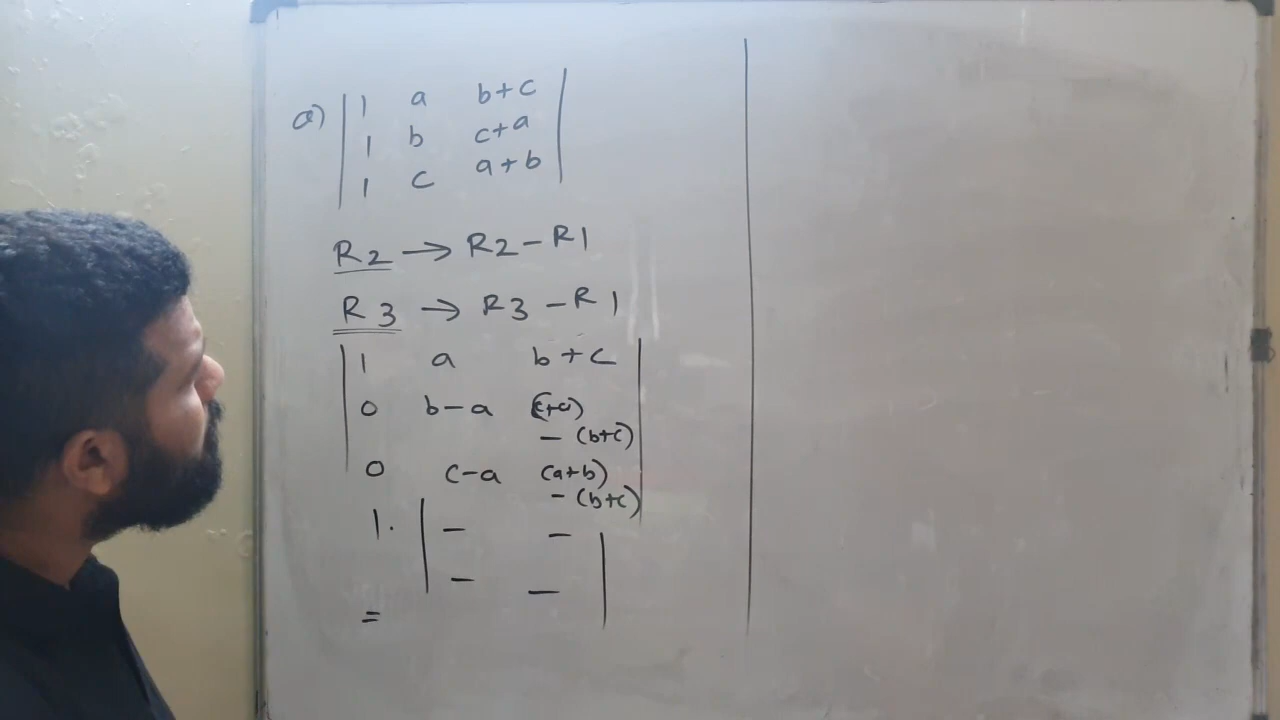 a) | 1 a b+c |
| 1 b c+a |
| 1 c a+b |
R2 → R2 - R1
R3 → R3 - R1
| 1 a b+c |
| 0 b-a (c+a)
- (b+c) |
| 0 c-a (a+b)
- (b+c) |
1. | - - |
| - - |
=